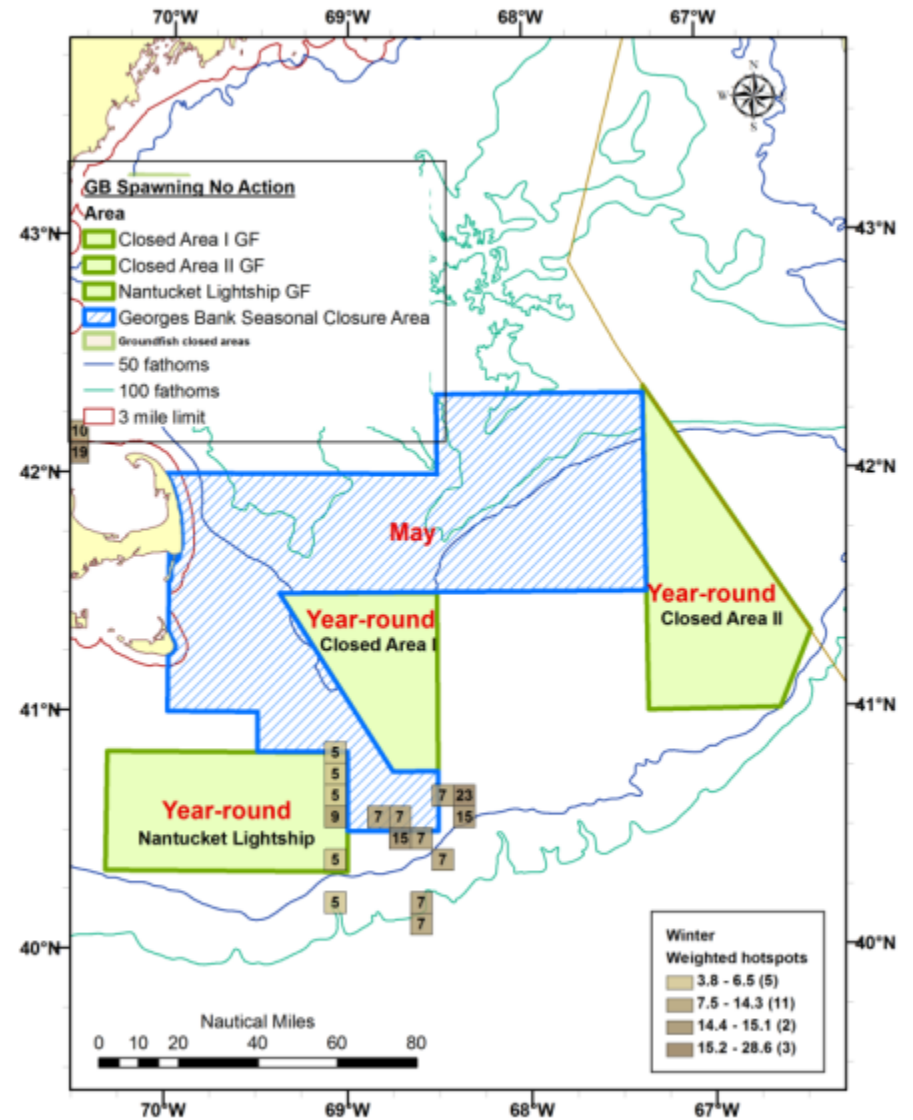 70°W 69°W 68°W 67°W
N
W E
S
GB Spawning No Action
Area
Closed Area I GF
Closed Area II GF
Nantucket Lightship GF
Georges Bank Seasonal Closure Area
Groundfish closed areas
50 fathoms
100 fathoms
3 mile limit
43°N 43°N
10
19
42°N 42°N
May
Year-round
Closed Area II
Year-round
Closed Area I
41°N 41°N
5
5
5 7 23
9 7 7 15
15 7
5 7
5 7
7
Year-round
Nantucket Lightship
40°N 40°N
Winter
Weighted hotspots
3.8 - 6.5 (5)
7.5 - 14.3 (11)
14.4 - 15.1 (2)
15.2 - 28.6 (3)
Nautical Miles
0 10 20 40 60 80
70°W 69°W 68°W 67°W